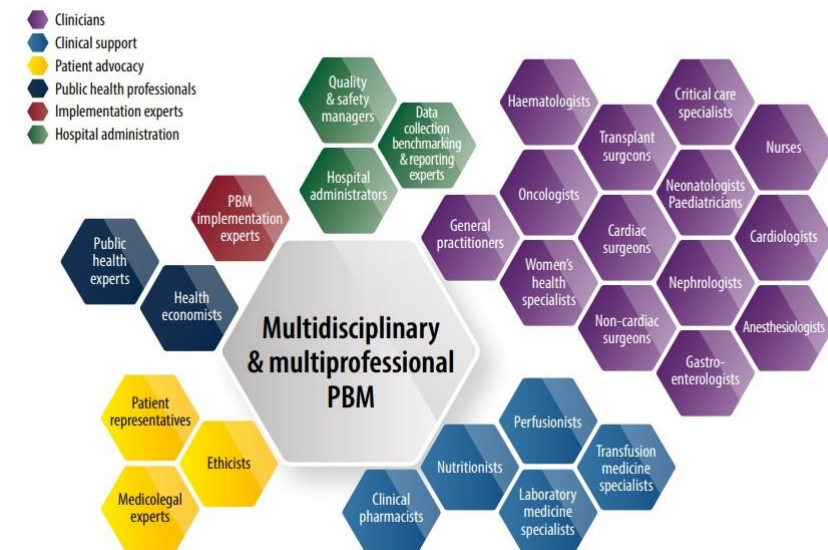 Clinicians
Clinical support
Patient advocacy
Public health professionals
Implementation experts
Hospital administration
Quality
& safety
managers
Data
collection
benchmarking
& reporting
experts
Hospital
administrators
PBM
implementation
experts
Public
health
experts
Health
economists
Multidisciplinary
& multiprofessional
PBM
Patient
representatives
Ethicists
Medicolegal
experts
Haematologists
Critical care
specialists
Transplant
surgeons
Nurses
Oncologists
Neonatologists
Paediatricians
General
practitioners
Cardiac
surgeons
Cardiologists
Women's
health
specialists
Nephrologists
Non-cardiac
surgeons
Anesthesiologists
Gastro-
enterologists
Perfusionists
Nutritionists
Transfusion
medicine
specialists
Clinical
pharmacists
Laboratory
medicine
specialists